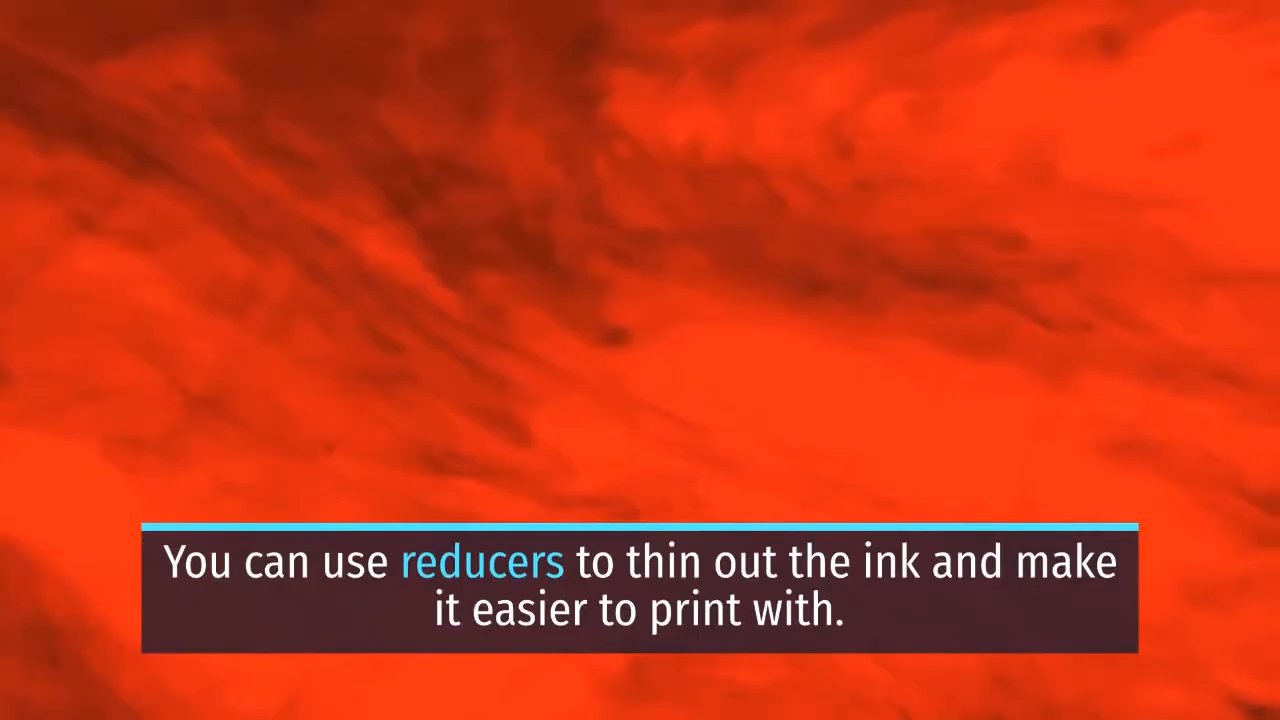 You can use reducers to thin out the ink and make
it easier to print with.